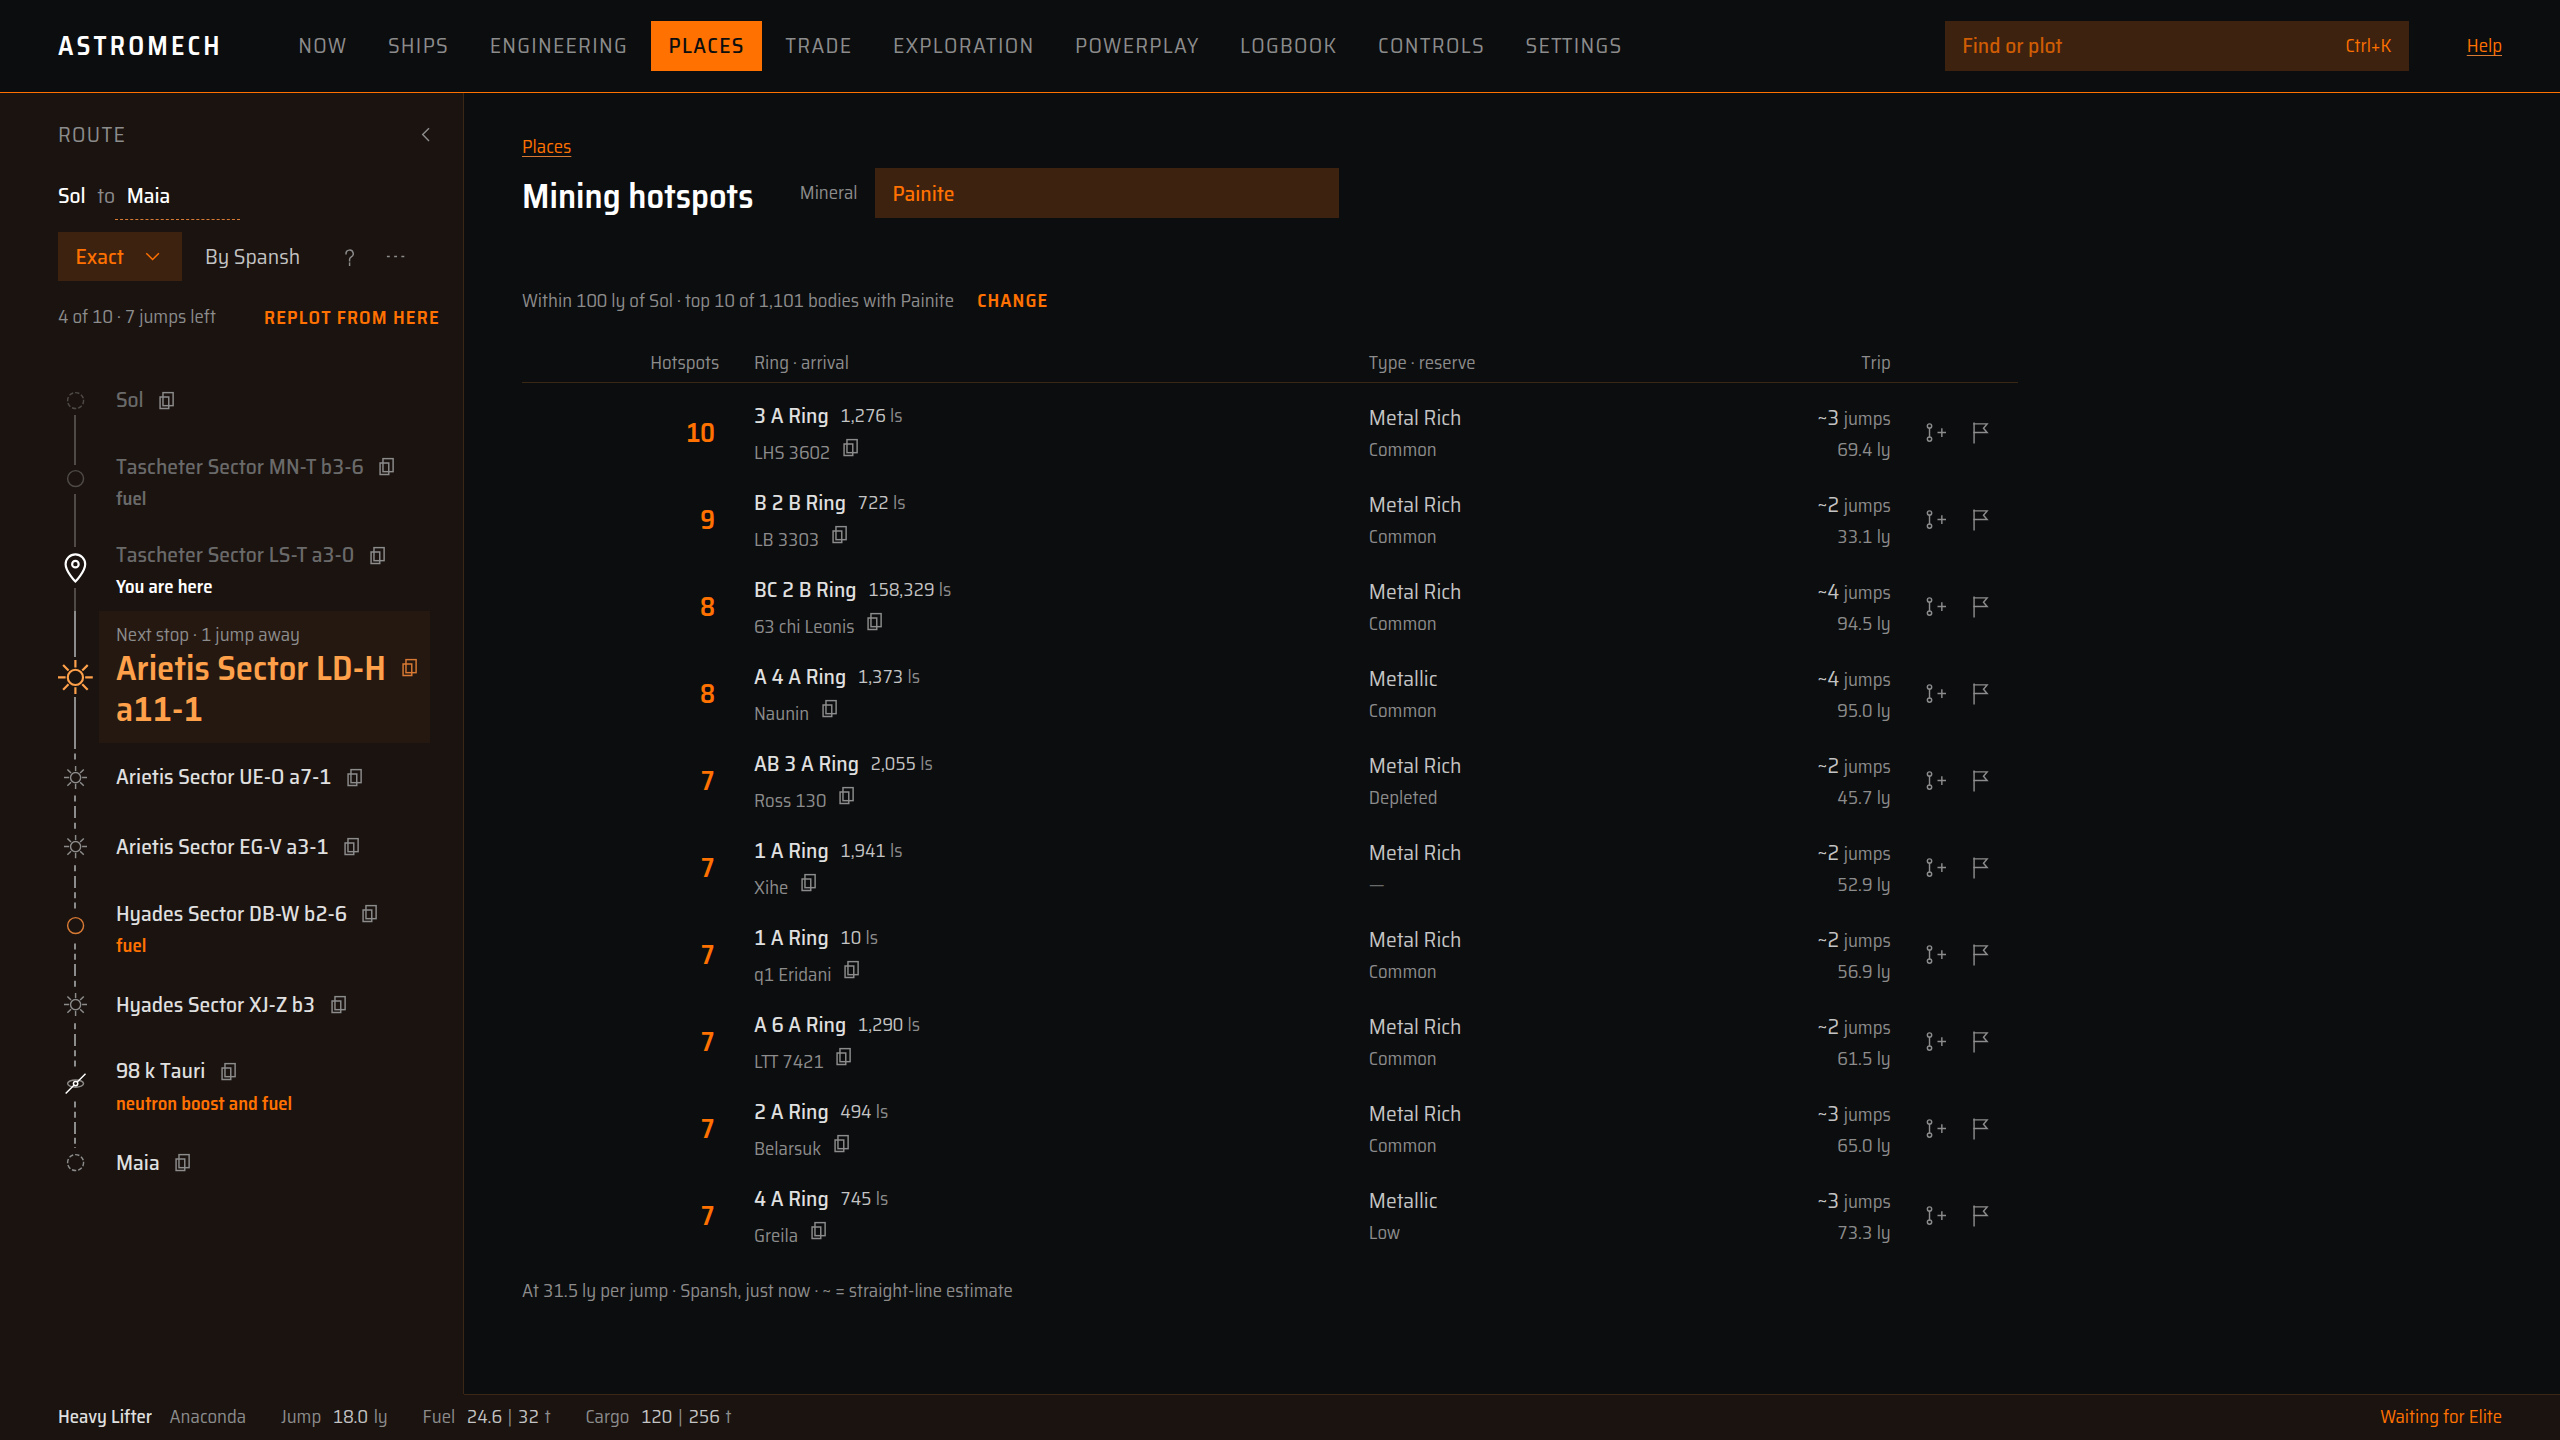 ASTROMECH NOW SHIPS ENGINEERING PLACES TRADE EXPLORATION POWERPLAY LOGBOOK CONTROLS SETTINGS Find or plot Ctrl+K Help
ROUTE
Sol to Maia
Exact By Spansh ? ...
4 of 10 · 7 jumps left REPLOT FROM HERE
Sol
Tascheter Sector MN-T b3-6
fuel
Tascheter Sector LS-T a3-0
You are here
Next stop · 1 jump away
Arietis Sector LD-H
a11-1
Arietis Sector UE-O a7-1
Arietis Sector EG-V a3-1
Hyades Sector DB-W b2-6
fuel
Hyades Sector XJ-Z b3
98 k Tauri
neutron boost and fuel
Maia
Places
Mining hotspots Mineral Painite
Within 100 ly of Sol · top 10 of 1,101 bodies with Painite CHANGE
Hotspots Ring · arrival Type · reserve Trip
10 3 A Ring 1,276 ls Metal Rich ~3 jumps
LHS 3602 Common 69.4 ly
9 B 2 B Ring 722 ls Metal Rich ~2 jumps
LB 3303 Common 33.1 ly
8 BC 2 B Ring 158,329 ls Metal Rich ~4 jumps
63 chi Leonis Common 94.5 ly
8 A 4 A Ring 1,373 ls Metallic ~4 jumps
Naunin Common 95.0 ly
7 AB 3 A Ring 2,055 ls Metal Rich ~2 jumps
Ross 130 Depleted 45.7 ly
7 1 A Ring 1,941 ls Metal Rich ~2 jumps
Xihe — 52.9 ly
7 1 A Ring 10 ls Metal Rich ~2 jumps
q1 Eridani Common 56.9 ly
7 A 6 A Ring 1,290 ls Metal Rich ~2 jumps
LTT 7421 Common 61.5 ly
7 2 A Ring 494 ls Metal Rich ~3 jumps
Belarsuk Common 65.0 ly
7 4 A Ring 745 ls Metallic ~3 jumps
Greila Low 73.3 ly
At 31.5 ly per jump · Spansh, just now · ~ = straight-line estimate
Heavy Lifter Anaconda Jump 18.0 ly Fuel 24.6 | 32 t Cargo 120 | 256 t Waiting for Elite